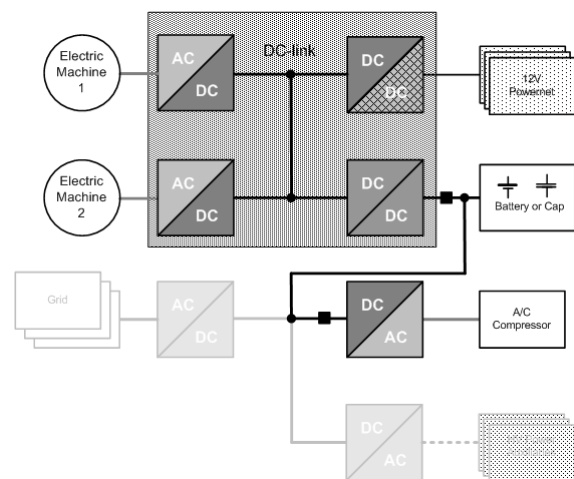 Electric
Machine
1
AC
DC
DC-link
DC
DC
12V
Powernet
Electric
Machine
2
AC
DC
DC
DC
Battery or Cap
Grid
AC
DC
DC
AC
A/C
Compressor
DC
AC